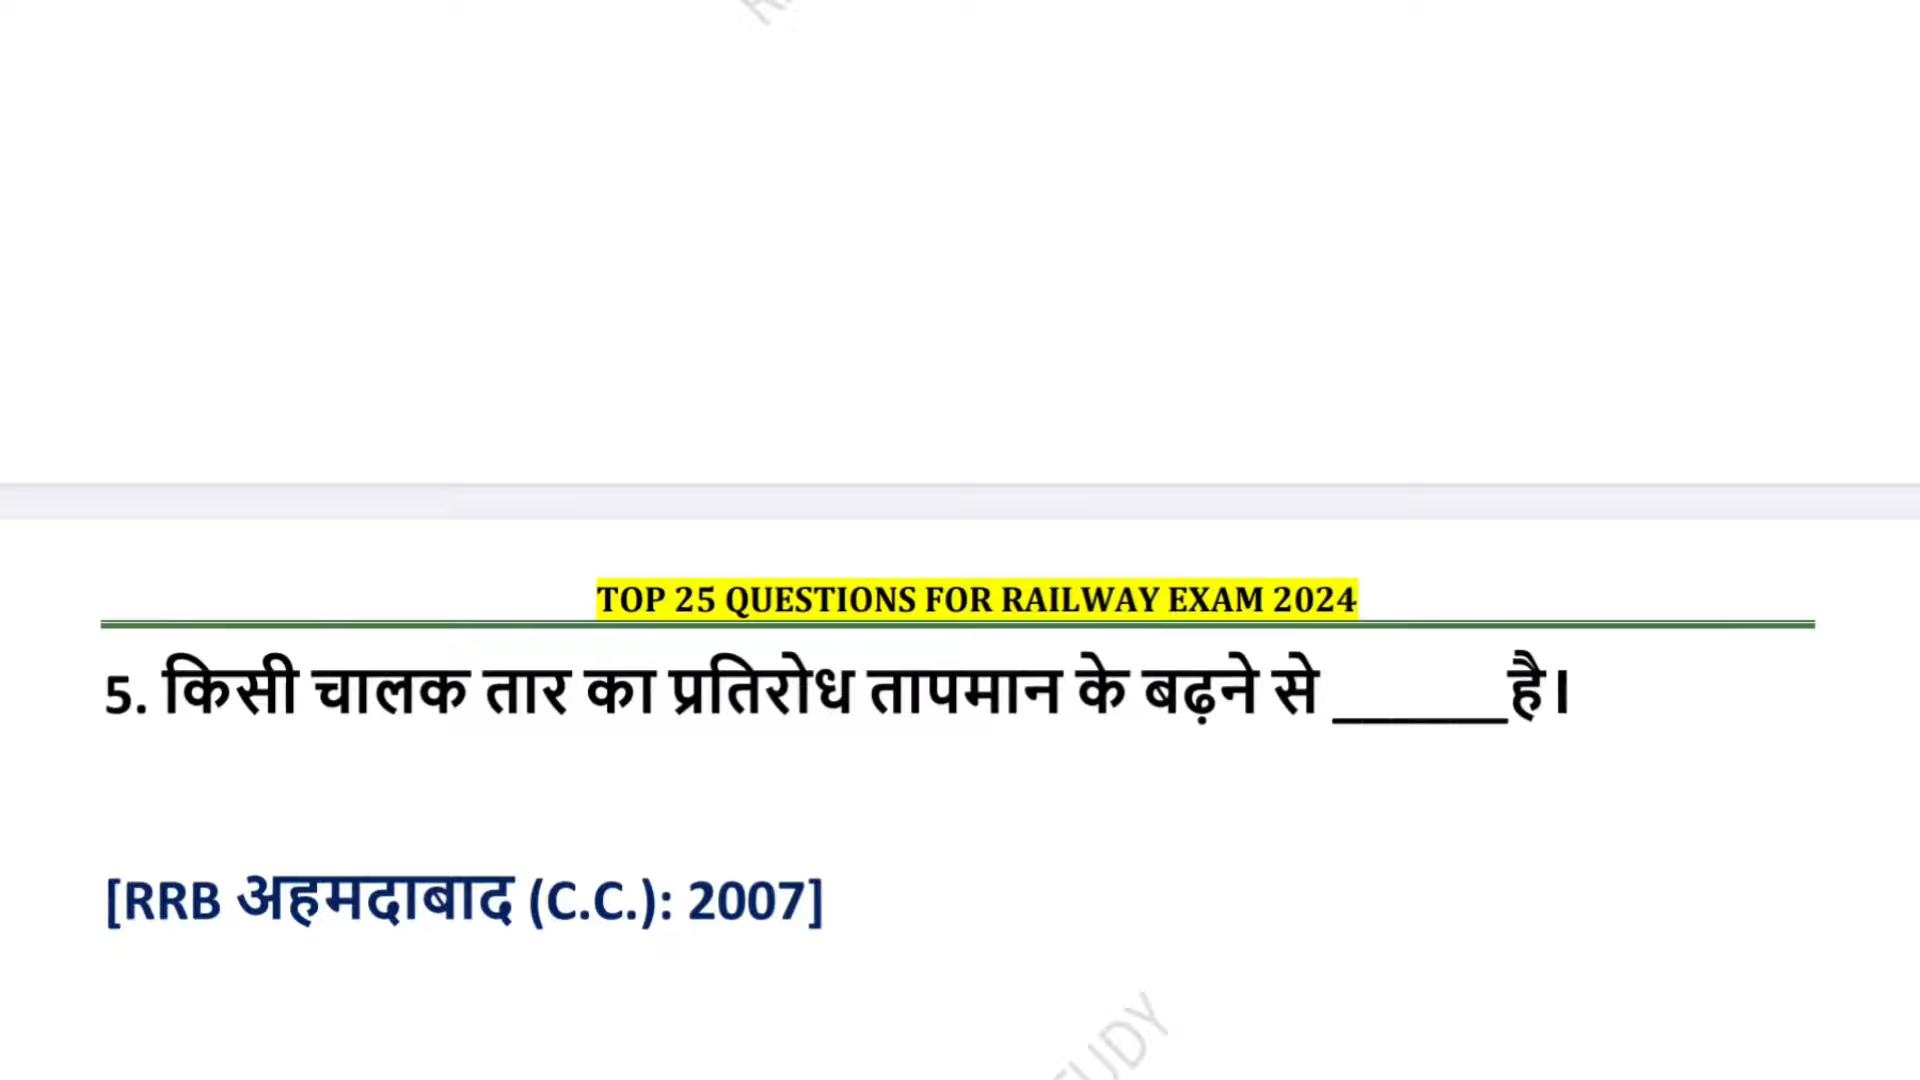 TOP 25 QUESTIONS FOR RAILWAY EXAM 2024
5. किसी चालक तार का प्रतिरोध तापमान के बढ़ने से ______है।
[RRB अहमदाबाद (C.C.): 2007]